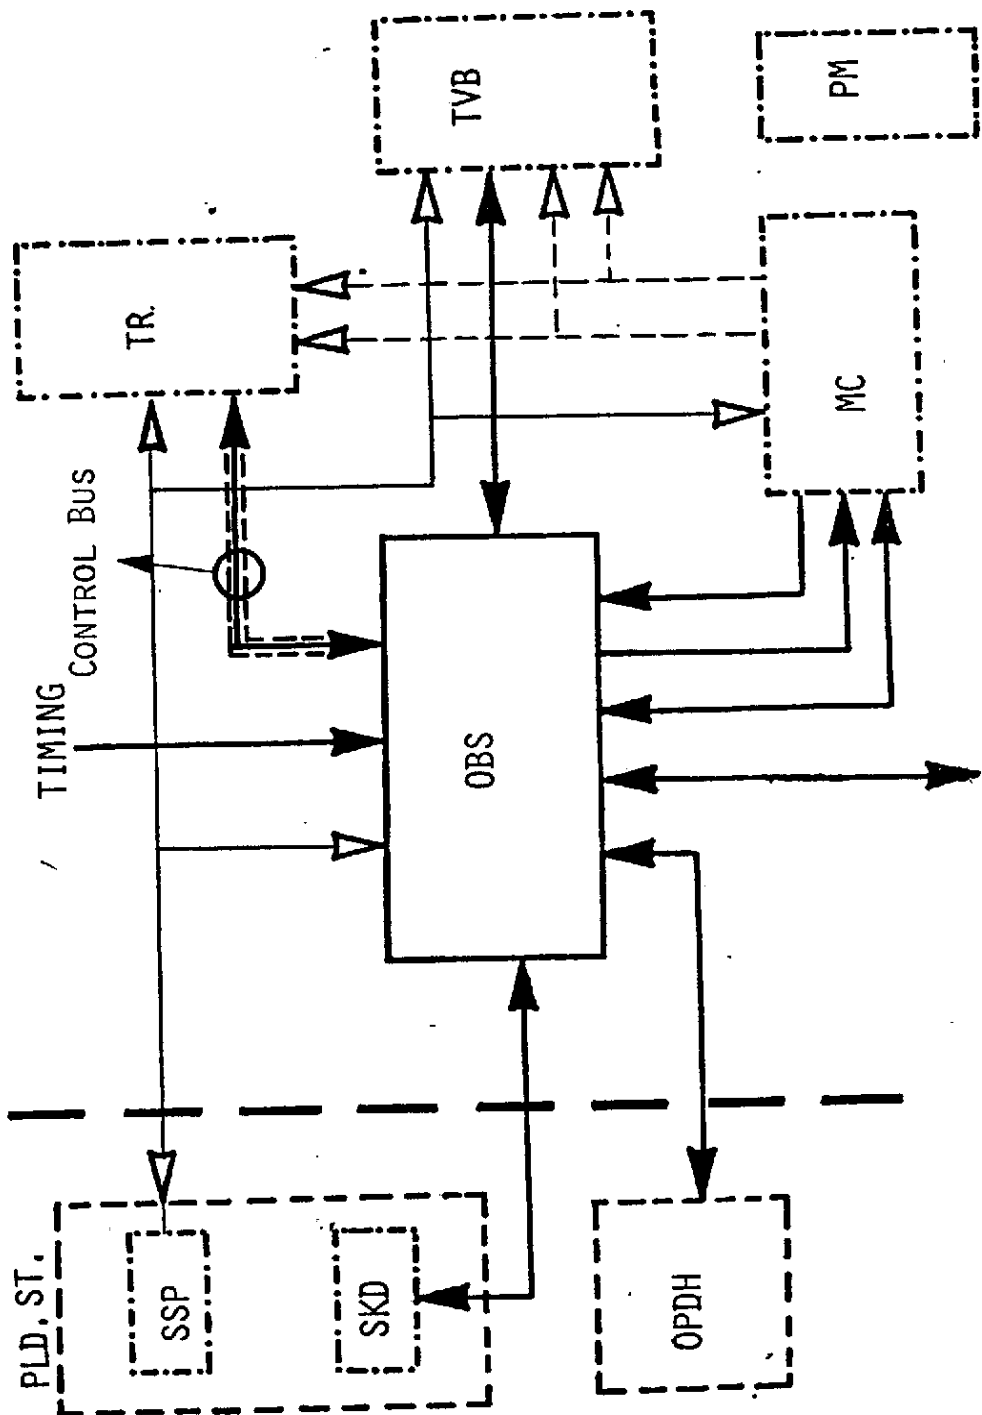 PLD. ST.
SSP
SKD
OPDH
TIMING
CONTROL BUS
OBS
TR.
TVB
MC
PM